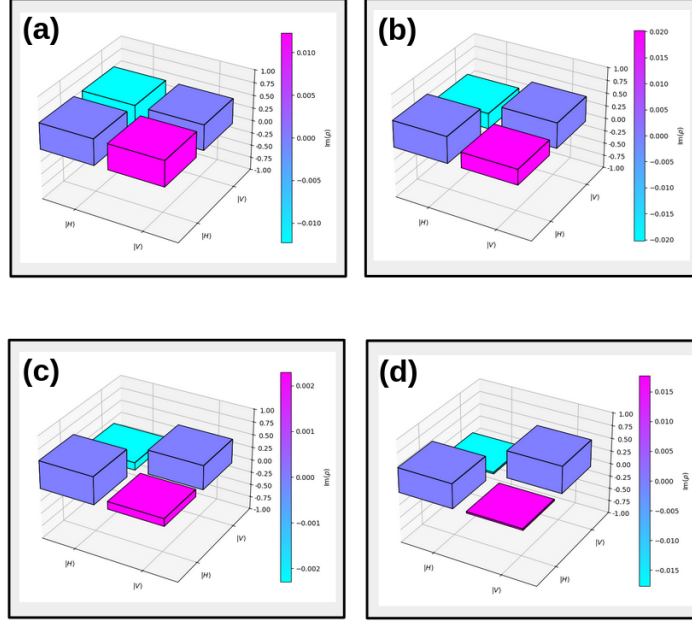 (a)
0.010
0.005
0.000
−0.005
−0.010
Im(ρ)
1.00
0.75
0.50
0.25
0.00
−0.25
−0.50
−0.75
−1.00
|H⟩
|V⟩
|H⟩
|V⟩
(b)
0.020
0.015
0.010
0.005
0.000
−0.005
−0.010
−0.015
−0.020
Im(ρ)
1.00
0.75
0.50
0.25
0.00
−0.25
−0.50
−0.75
−1.00
|H⟩
|V⟩
|H⟩
|V⟩
(c)
0.002
0.001
0.000
−0.001
−0.002
Im(ρ)
1.00
0.75
0.50
0.25
0.00
−0.25
−0.50
−0.75
−1.00
|H⟩
|V⟩
|H⟩
|V⟩
(d)
0.015
0.010
0.005
0.000
−0.005
−0.010
−0.015
Im(ρ)
1.00
0.75
0.50
0.25
0.00
−0.25
−0.50
−0.75
−1.00
|H⟩
|V⟩
|H⟩
|V⟩